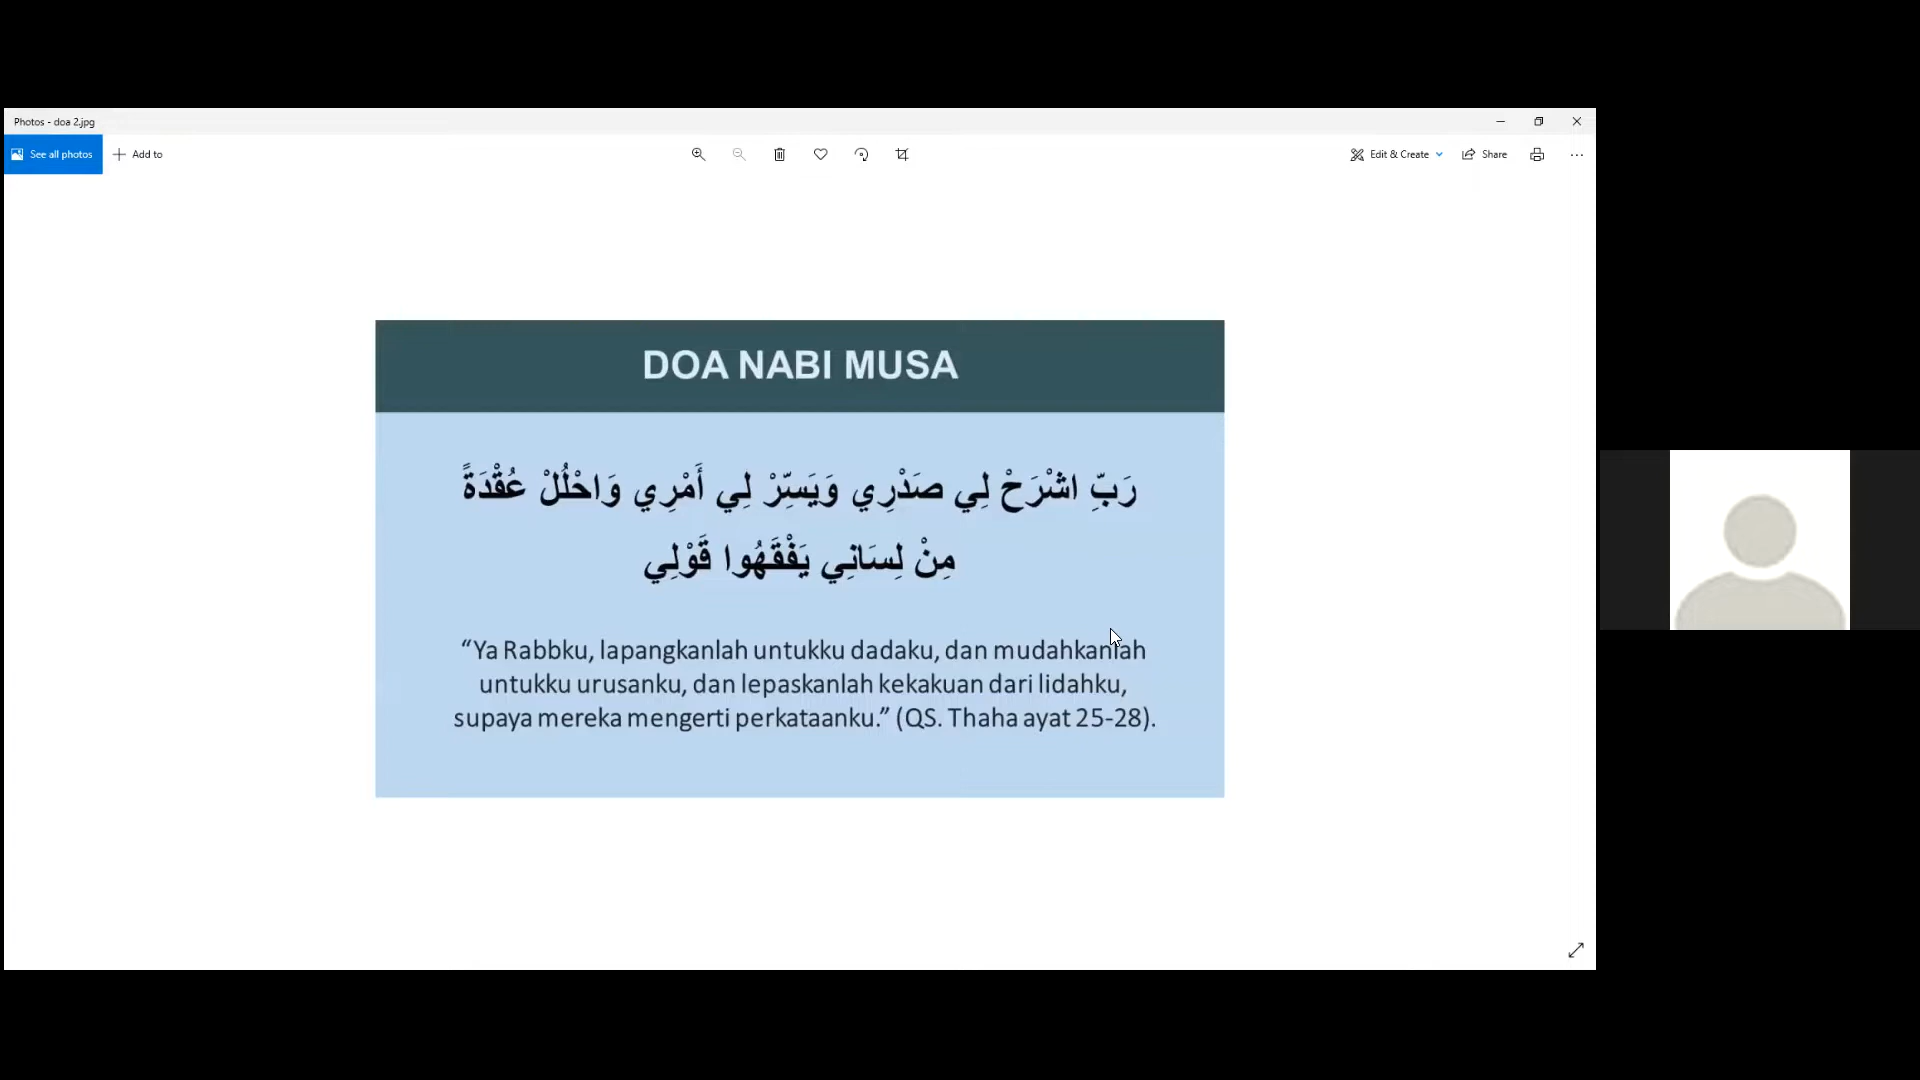 Photos - doa 2.jpg
See all photos
Add to
Edit & Create
Share
DOA NABI MUSA
رَبِّ اشْرَحْ لِي صَدْرِي وَيَسِّرْ لِي أَمْرِي وَاحْلُلْ عُقْدَةً
مِنْ لِسَانِي يَفْقَهُوا قَوْلِي
“Ya Rabbku, lapangkanlah untukku dadaku, dan mudahkanlah
untukku urusanku, dan lepaskanlah kekakuan dari lidahku,
supaya mereka mengerti perkataanku.” (QS. Thaha ayat 25-28).